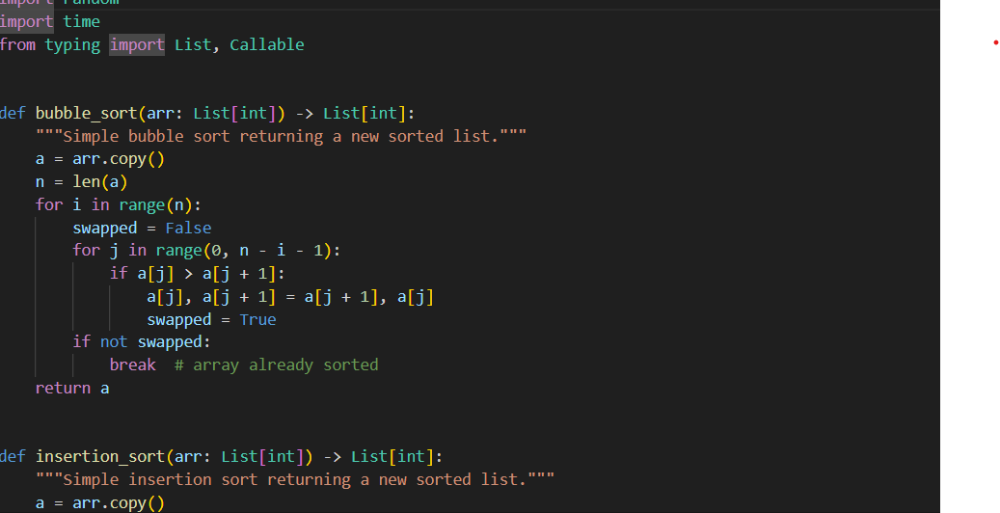 import random
import time
from typing import List, Callable
def bubble_sort(arr: List[int]) -> List[int]:
    """Simple bubble sort returning a new sorted list."""
    a = arr.copy()
    n = len(a)
    for i in range(n):
        swapped = False
        for j in range(0, n - i - 1):
            if a[j] > a[j + 1]:
                a[j], a[j + 1] = a[j + 1], a[j]
                swapped = True
        if not swapped:
            break  # array already sorted
    return a
def insertion_sort(arr: List[int]) -> List[int]:
    """Simple insertion sort returning a new sorted list."""
    a = arr.copy()